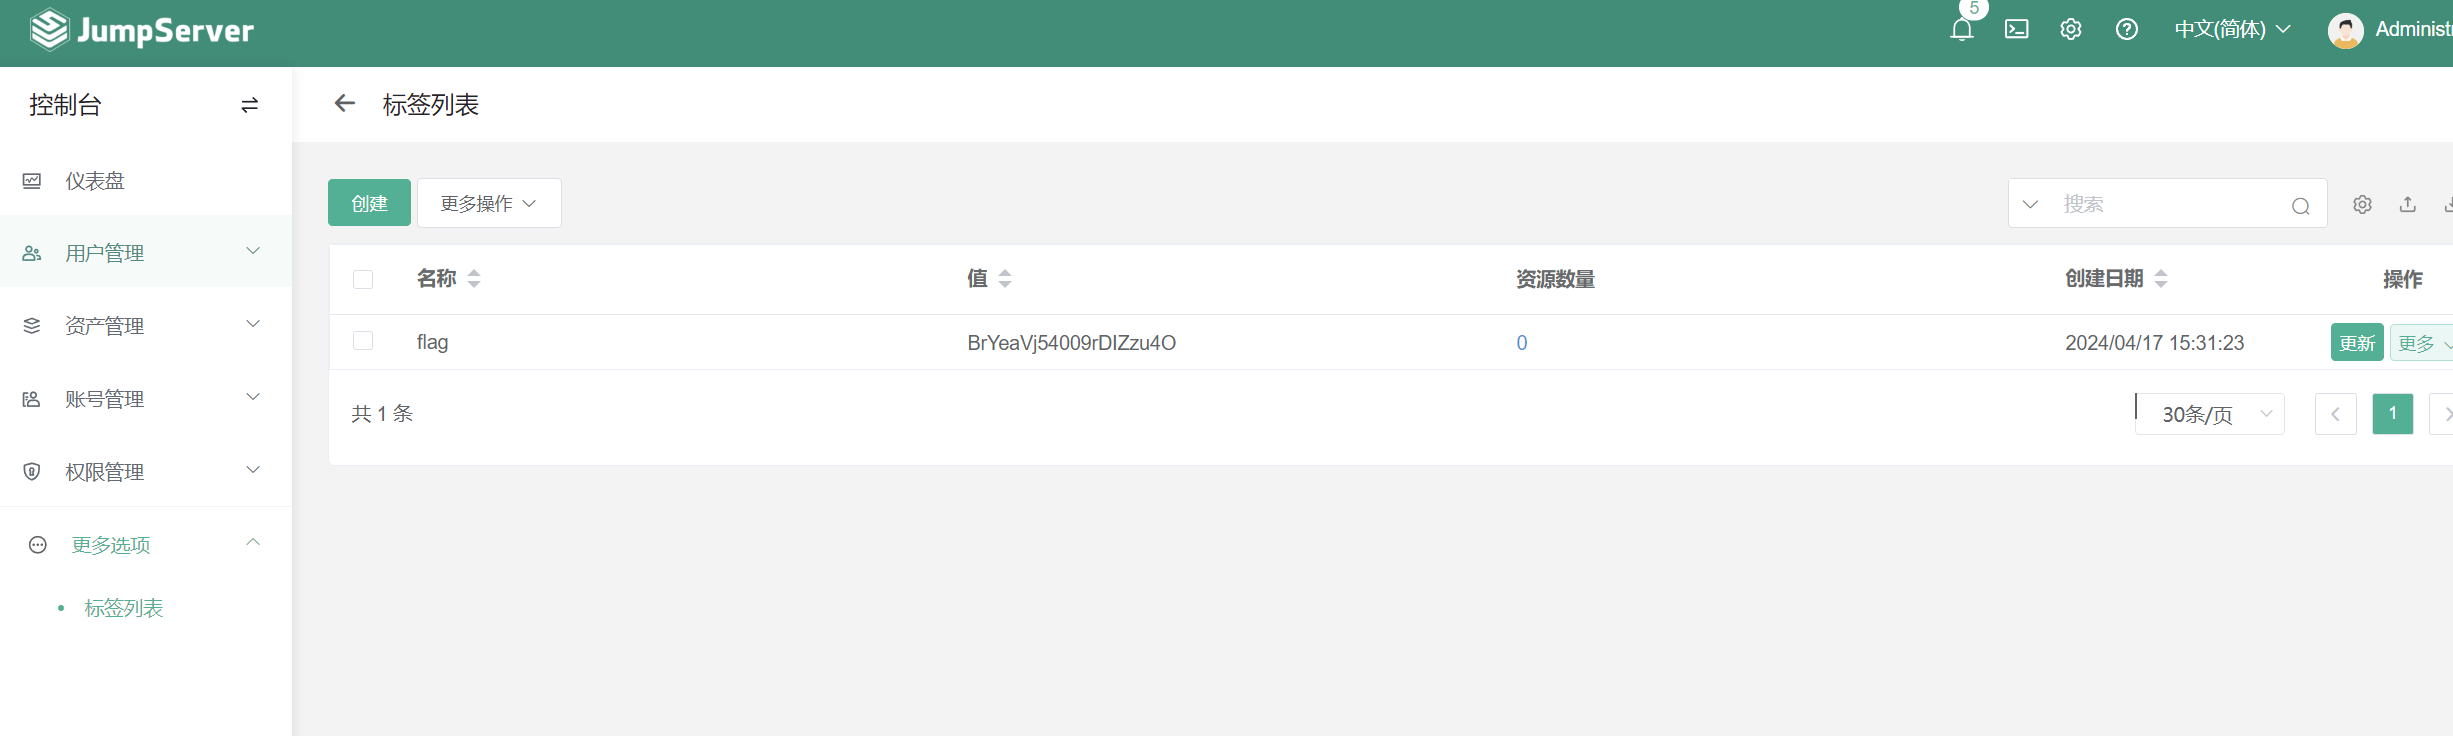 JumpServer
5
中文(简体)
Administ
控制台
标签列表
仪表盘
用户管理
资产管理
账号管理
权限管理
更多选项
标签列表
创建
更多操作
搜索
名称 值 资源数量 创建日期 操作
flag BrYeaVj54009rDIZzu4O 0 2024/04/17 15:31:23 更新 更多
共 1 条
30条/页
1